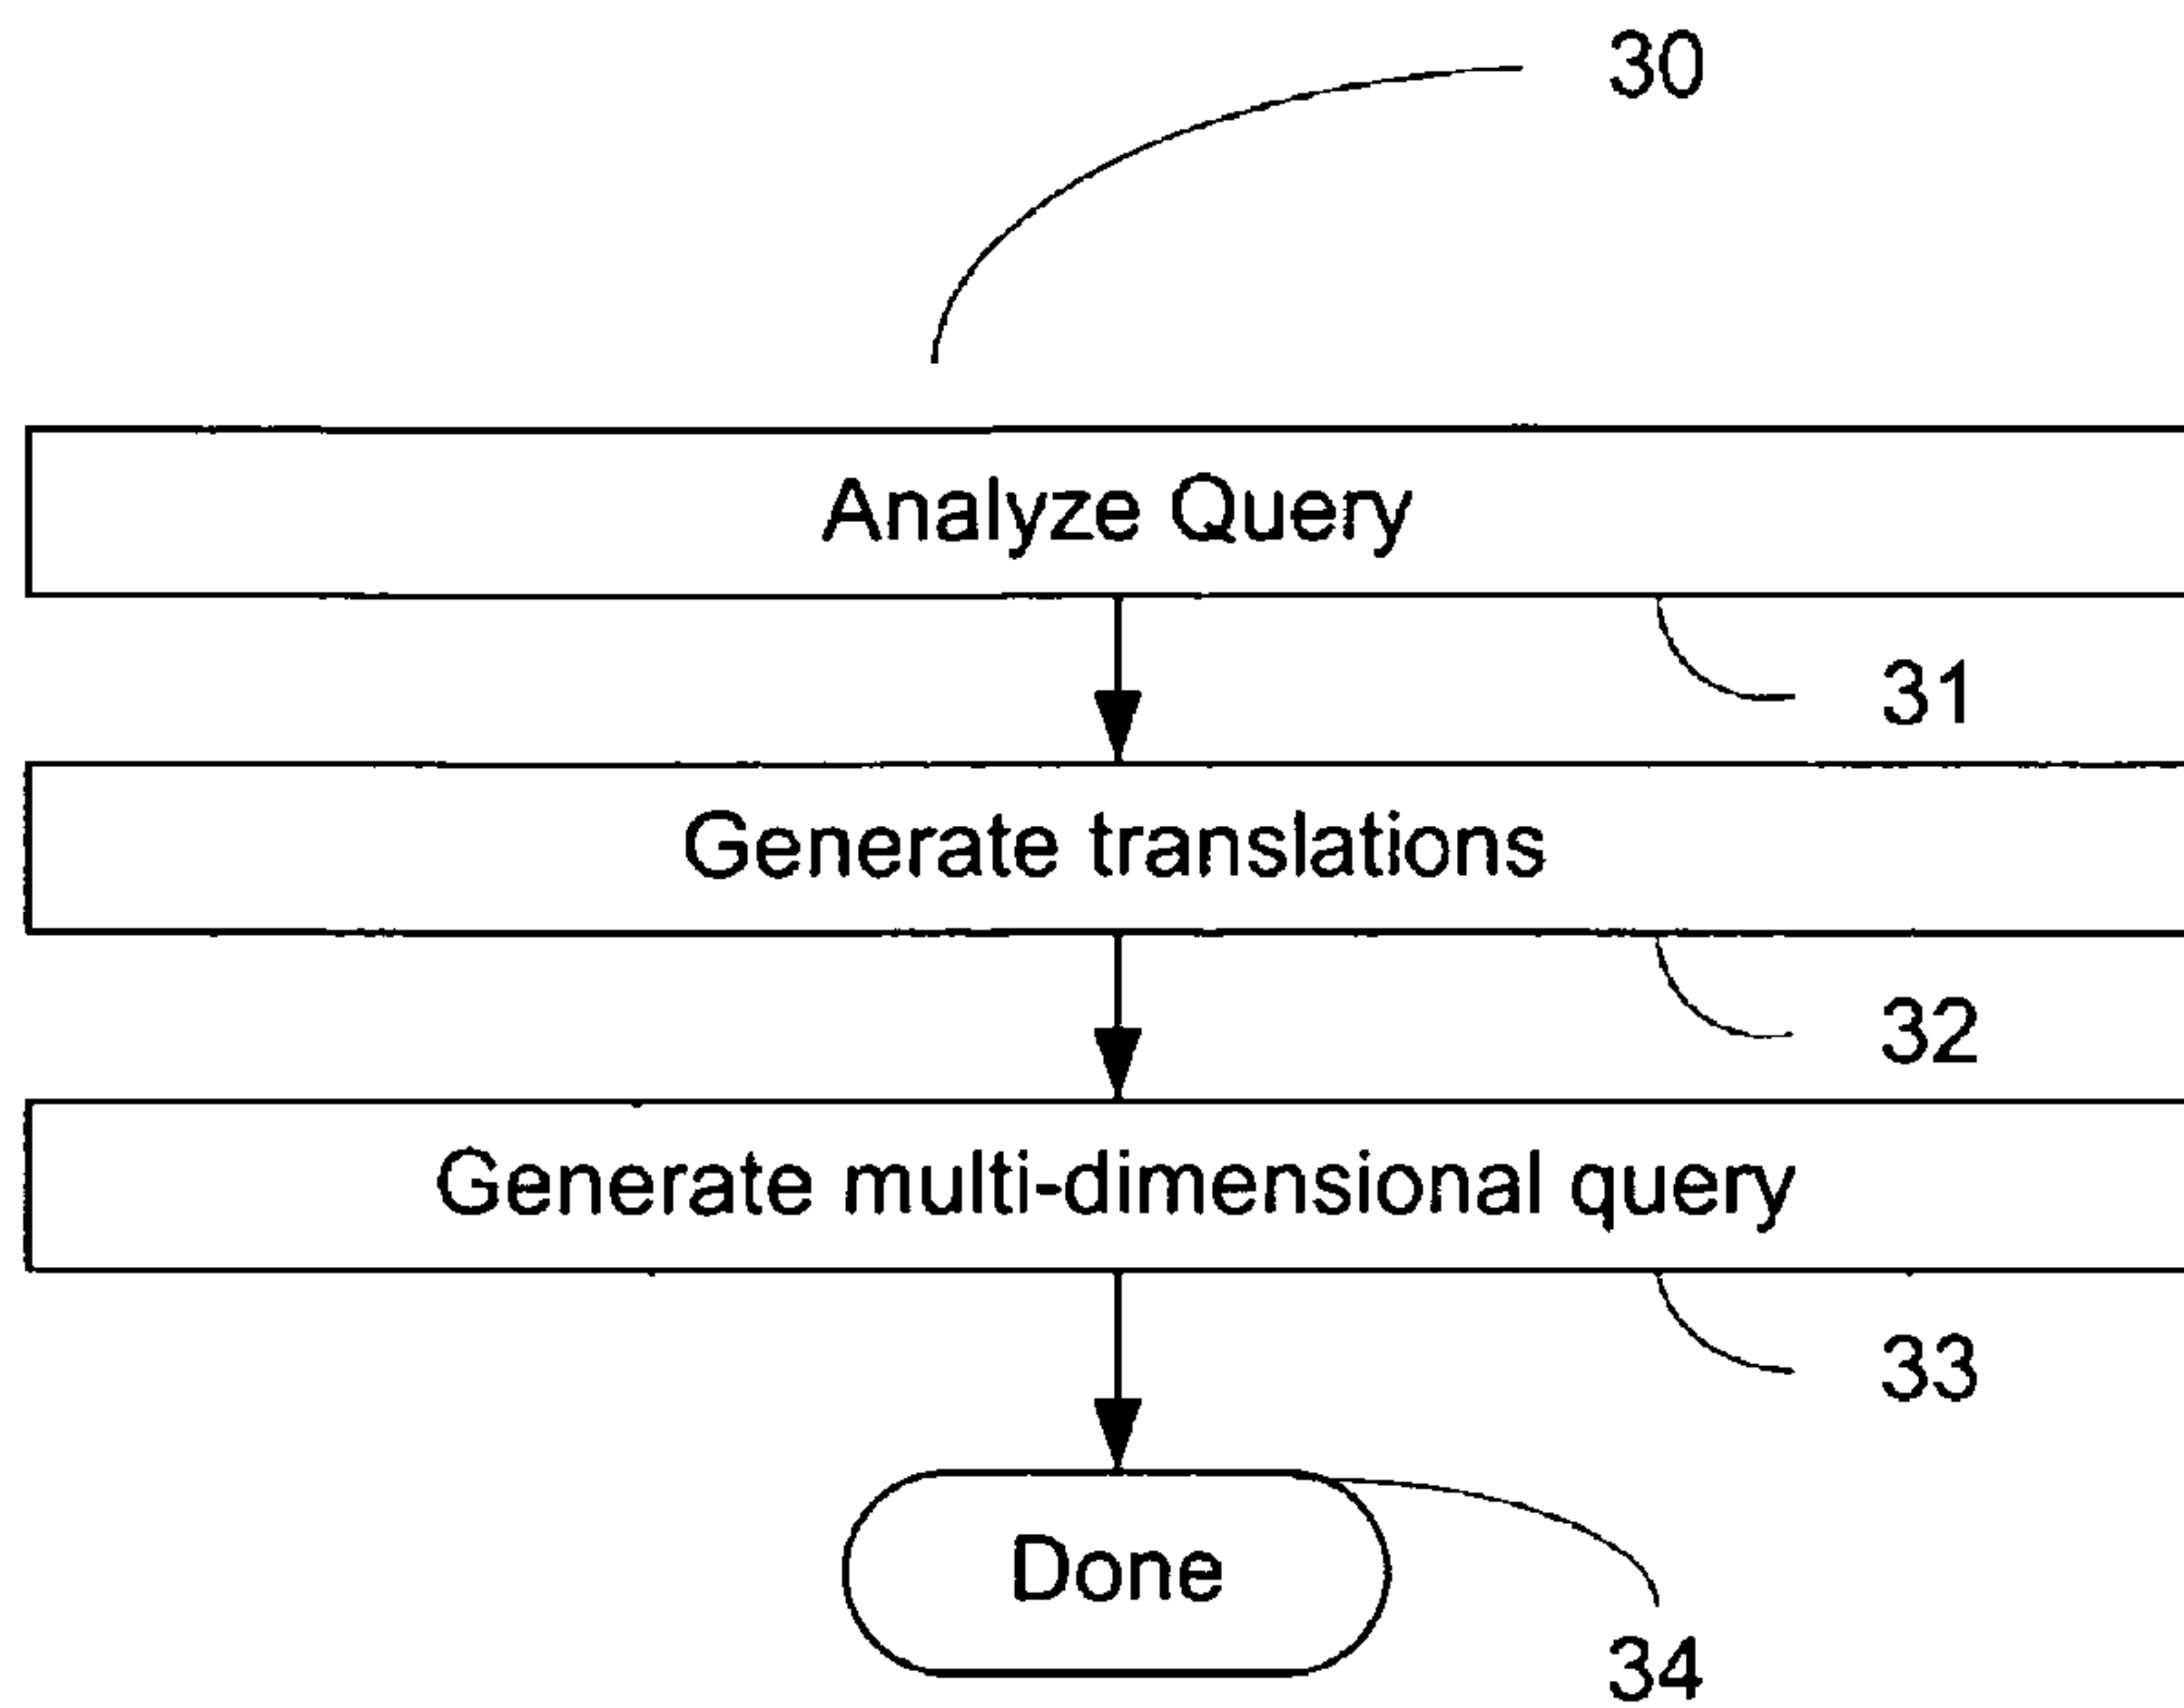 30
Analyze Query
31
Generate translations
32
Generate multi-dimensional query
33
Done
34